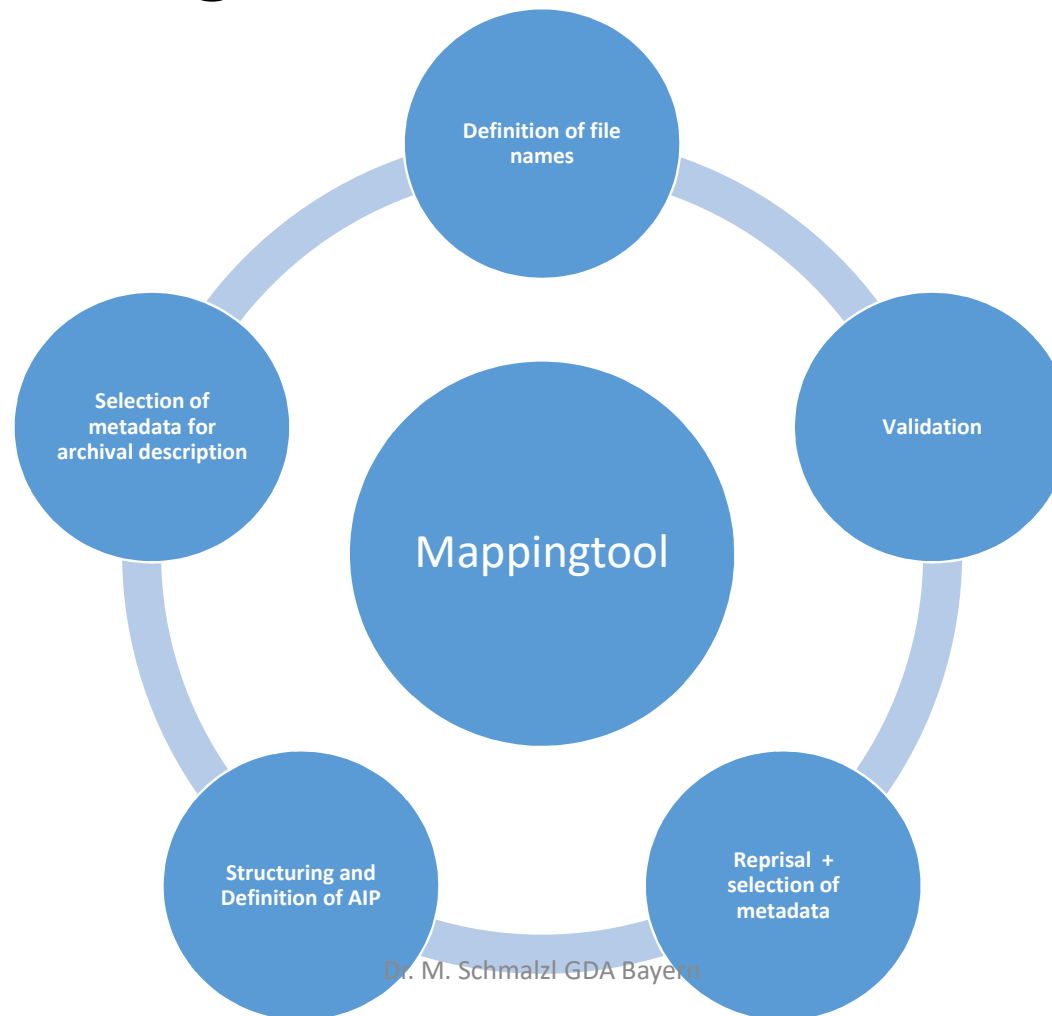 Definition of file
names
Validation
Reprisal + 
selection of
metadata
Structuring and
Definition of AIP
Selection of
metadata for
archival description
Mappingtool
Dr. M. Schmalzl GDA Bayern